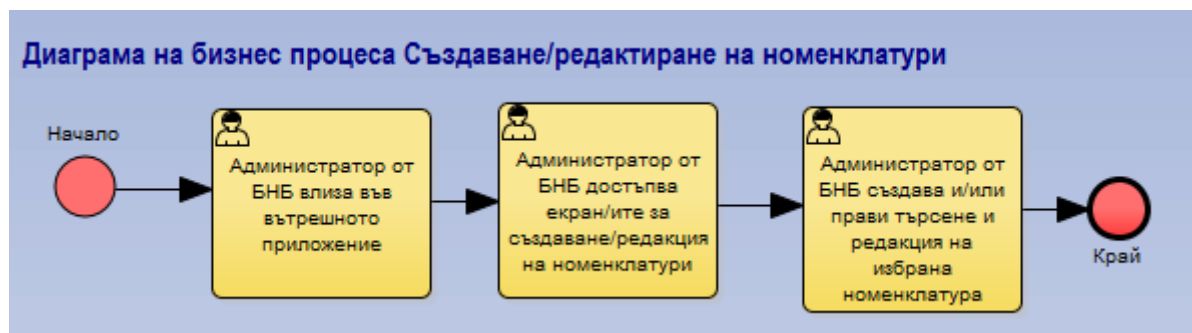 Диаграма на бизнес процеса Създаване/редактиране на номенклатури
Начало
Администратор от
БНБ влиза във
вътрешното
приложение
Администратор от
БНБ достъпва
екран/ите за
създаване/редакция
на номенклатури
Администратор от
БНБ създава и/или
прави търсене и
редакция на
избрана
номенклатура
Край